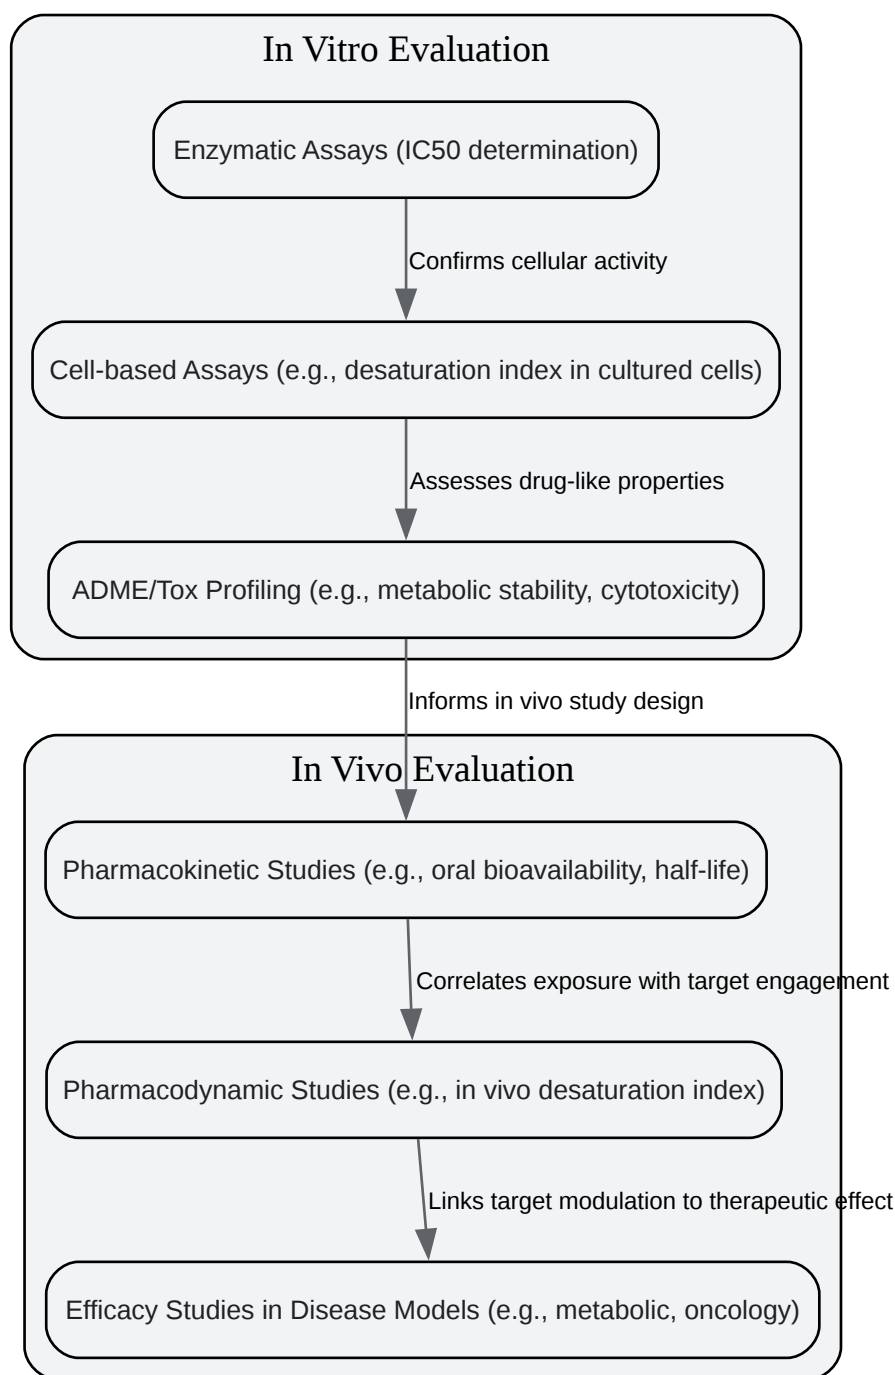 In Vitro Evaluation
Enzymatic Assays (IC50 determination)
Confirms cellular activity
Cell-based Assays (e.g., desaturation index in cultured cells)
Assesses drug-like properties
ADME/Tox Profiling (e.g., metabolic stability, cytotoxicity)
Informs in vivo study design
In Vivo Evaluation
Pharmacokinetic Studies (e.g., oral bioavailability, half-life)
Correlates exposure with target engagement
Pharmacodynamic Studies (e.g., in vivo desaturation index)
Links target modulation to therapeutic effect
Efficacy Studies in Disease Models (e.g., metabolic, oncology)